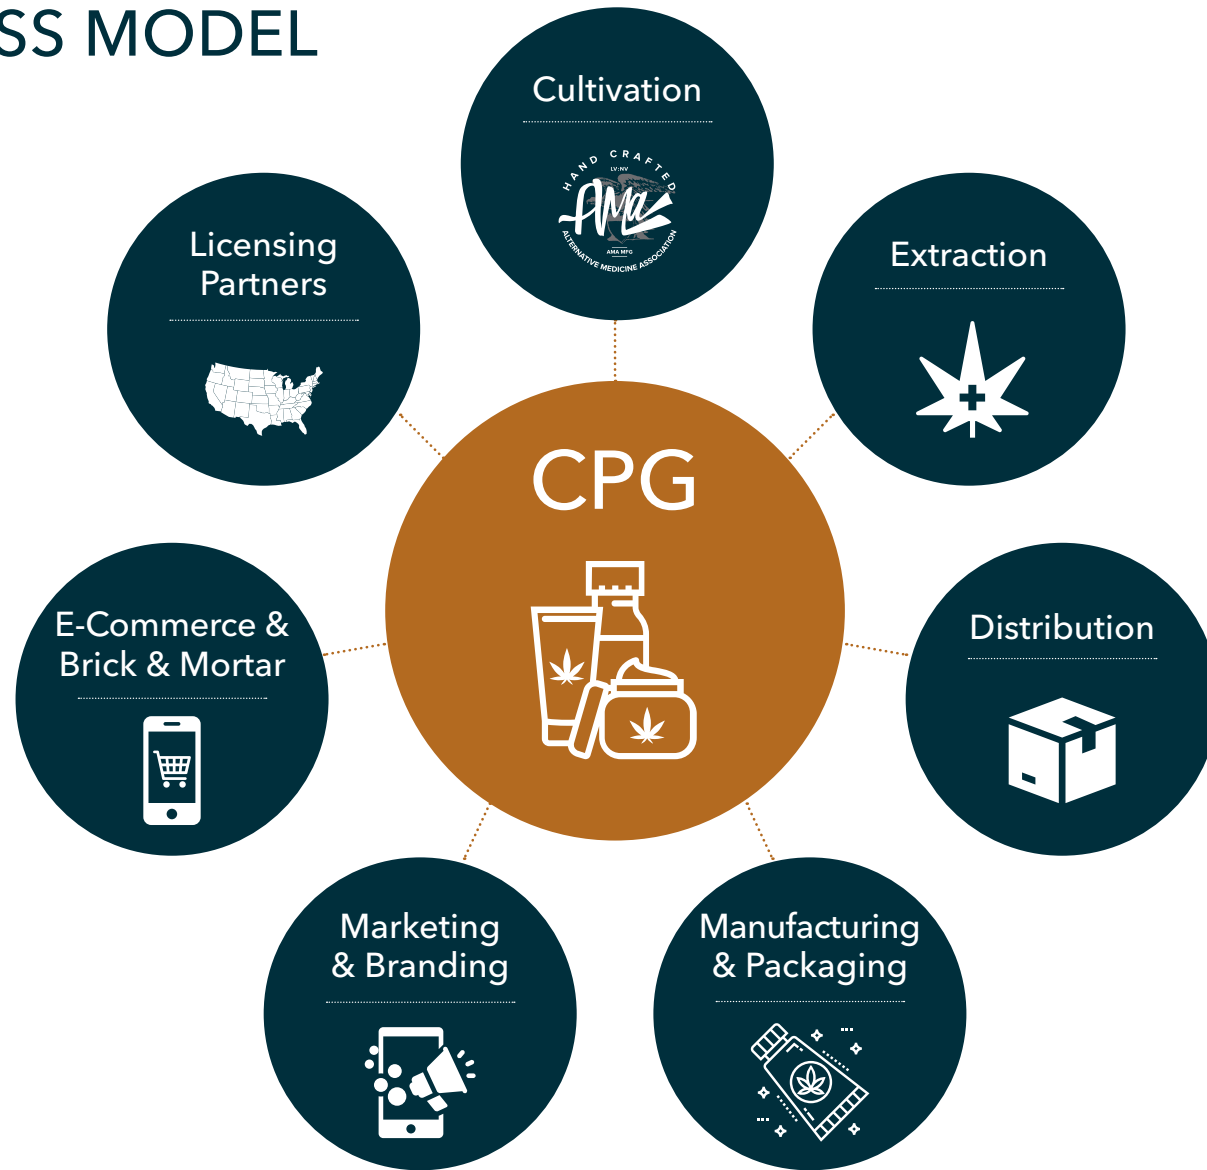 SS MODEL
Cultivation
HAND CRAFTED
LV:NV
AMa
AMA MFG
ALTERNATIVE MEDICINE ASSOCIATION
Licensing
Partners
Extraction
CPG
E-Commerce &
Brick & Mortar
Distribution
Marketing
& Branding
Manufacturing
& Packaging